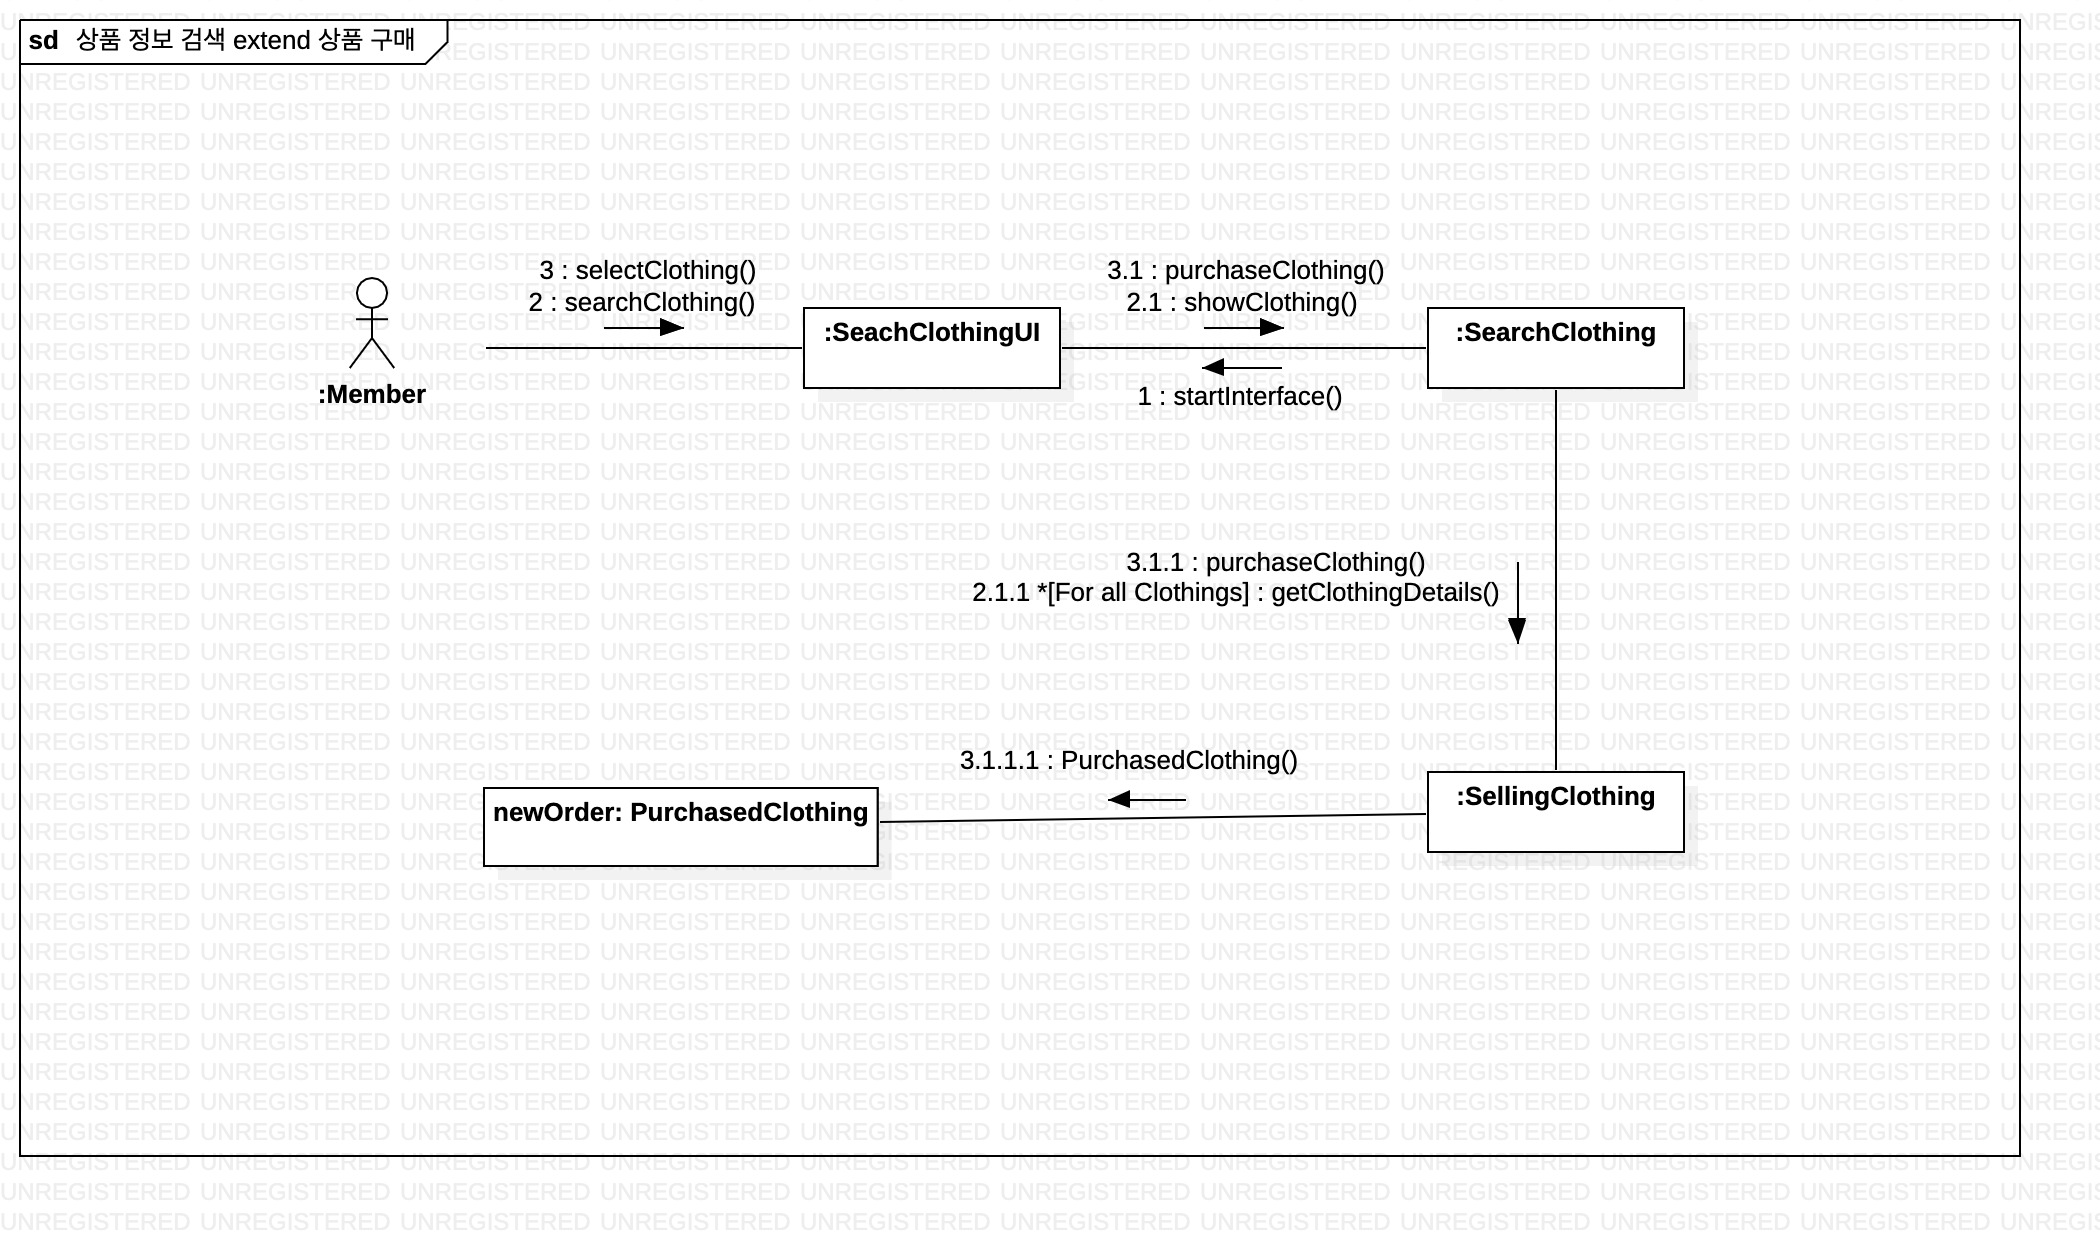 sd 상품 정보 검색 extend 상품 구매
3 : selectClothing()
2 : searchClothing()
:Member
:SeachClothingUI
3.1 : purchaseClothing()
2.1 : showClothing()
1 : startInterface()
:SearchClothing
3.1.1 : purchaseClothing()
2.1.1 *[For all Clothings] : getClothingDetails()
3.1.1.1 : PurchasedClothing()
newOrder: PurchasedClothing
:SellingClothing
UNREGISTERED